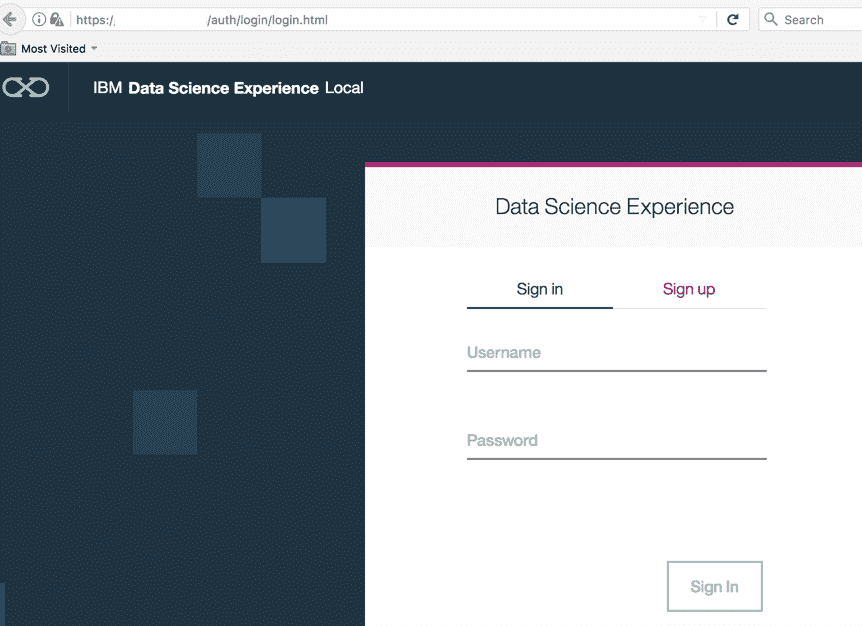 https:/ /auth/login/login.html Search
Most Visited
IBM Data Science Experience Local
Data Science Experience
Sign in Sign up
Username
Password
Sign In